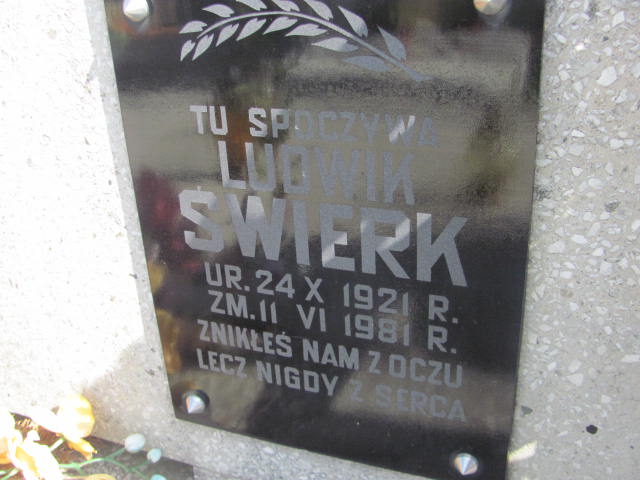 TU SPOCZYWA
LUDWIK
ŚWIERK
UR. 24 X 1921 R.
ZM. 11 VI 1981 R.
ZNIKŁEŚ NAM Z OCZU
LECZ NIGDY Z SERCA